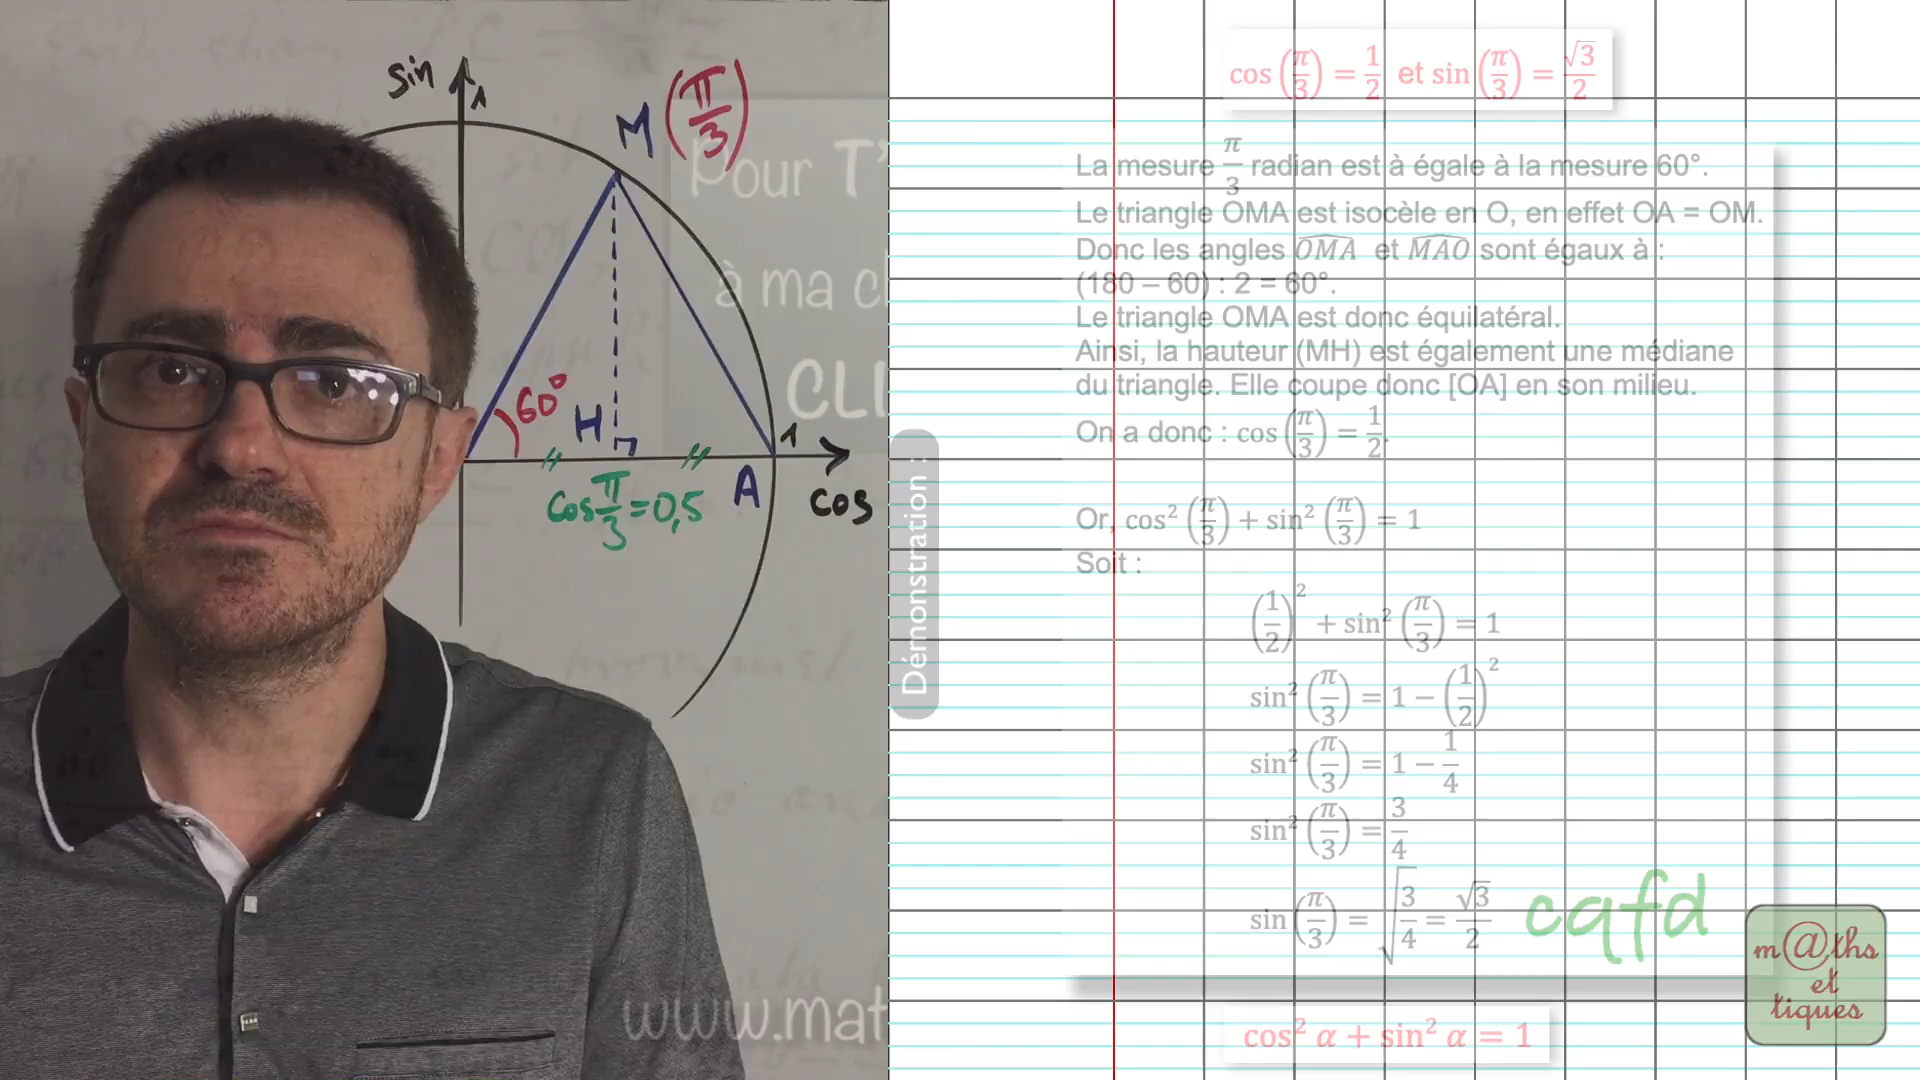 sin
1
M (π/3)
Pour T'
à ma c
CLI
60°
H
1
A
cos
cos π/3 = 0,5
www.mat
Démonstration :
cos(π/3) = 1/2 et sin(π/3) = √3/2
La mesure π/3 radian est à égale à la mesure 60°.
Le triangle OMA est isocèle en O, en effet OA = OM.
Donc les angles \widehat{OMA} et \widehat{MAO} sont égaux à :
(180 – 60) : 2 = 60°.
Le triangle OMA est donc équilatéral.
Ainsi, la hauteur (MH) est également une médiane
du triangle. Elle coupe donc [OA] en son milieu.
On a donc : cos(π/3) = 1/2.
Or, cos²(π/3) + sin²(π/3) = 1
Soit :
(1/2)² + sin²(π/3) = 1
sin²(π/3) = 1 − (1/2)²
sin²(π/3) = 1 − 1/4
sin²(π/3) = 3/4
sin(π/3) = √(3/4) = √3/2
cqfd
m@ths
et
tiques
cos² α + sin² α = 1